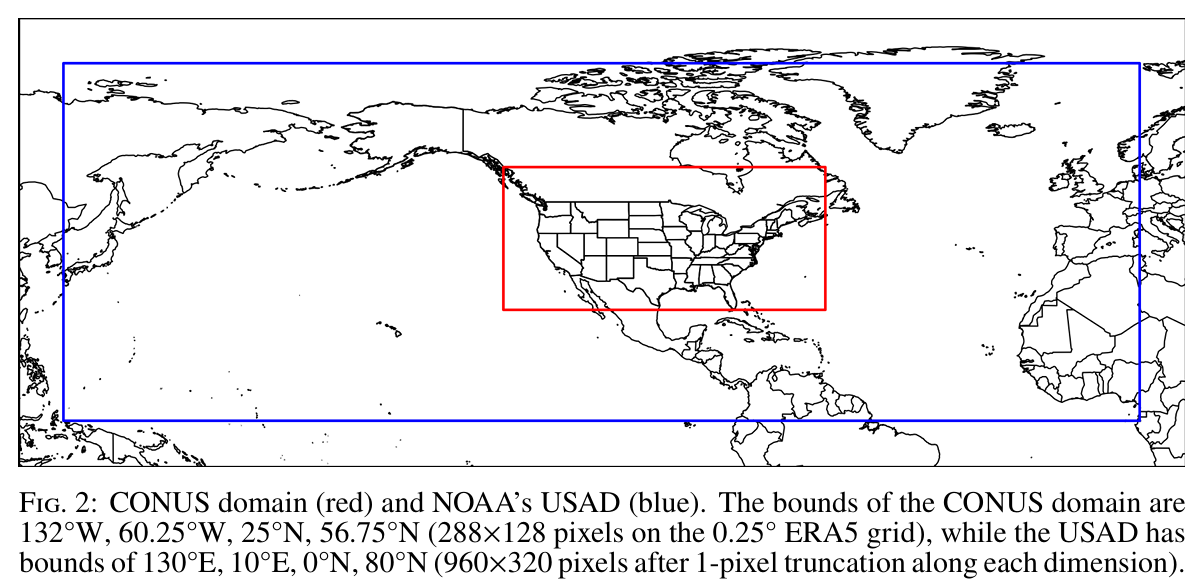 FIG. 2: CONUS domain (red) and NOAA's USAD (blue). The bounds of the CONUS domain are
132°W, 60.25°W, 25°N, 56.75°N (288×128 pixels on the 0.25° ERA5 grid), while the USAD has
bounds of 130°E, 10°E, 0°N, 80°N (960×320 pixels after 1-pixel truncation along each dimension).